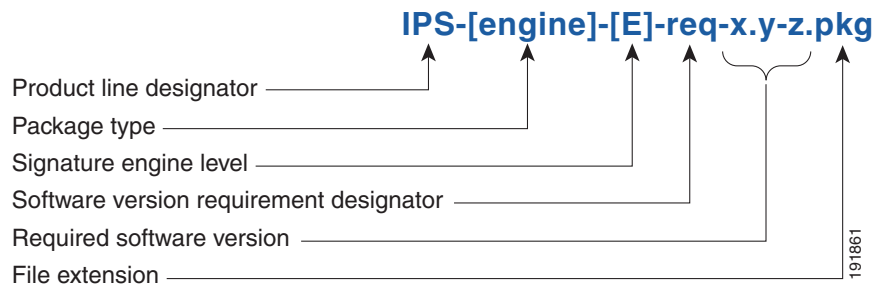 IPS-[engine]-[E]-req-x.y-z.pkg
Product line designator
Package type
Signature engine level
Software version requirement designator
Required software version
File extension
191861